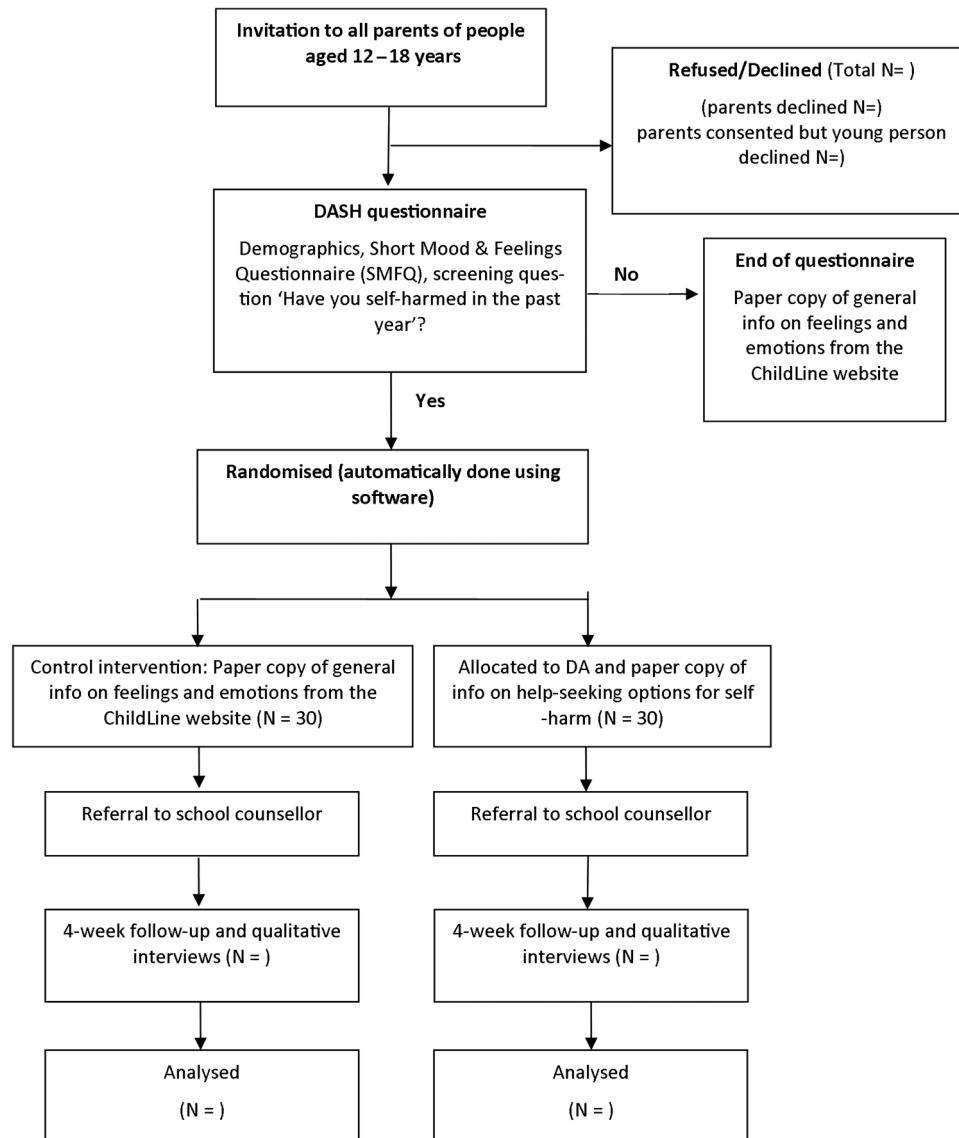 Invitation to all parents of people
aged 12 – 18 years
Refused/Declined (Total N= )
(parents declined N=)
parents consented but young person
declined N=)
DASH questionnaire
Demographics, Short Mood & Feelings
Questionnaire (SMFQ), screening ques-
tion ‘Have you self-harmed in the past
year’?
No
End of questionnaire
Paper copy of general
info on feelings and
emotions from the
ChildLine website
Yes
Randomised (automatically done using
software)
Control intervention: Paper copy of general
info on feelings and emotions from the
ChildLine website (N = 30)
Allocated to DA and paper copy of
info on help-seeking options for self
-harm (N = 30)
Referral to school counsellor
Referral to school counsellor
4-week follow-up and qualitative
interviews (N = )
4-week follow-up and qualitative
interviews (N = )
Analysed
(N = )
Analysed
(N = )